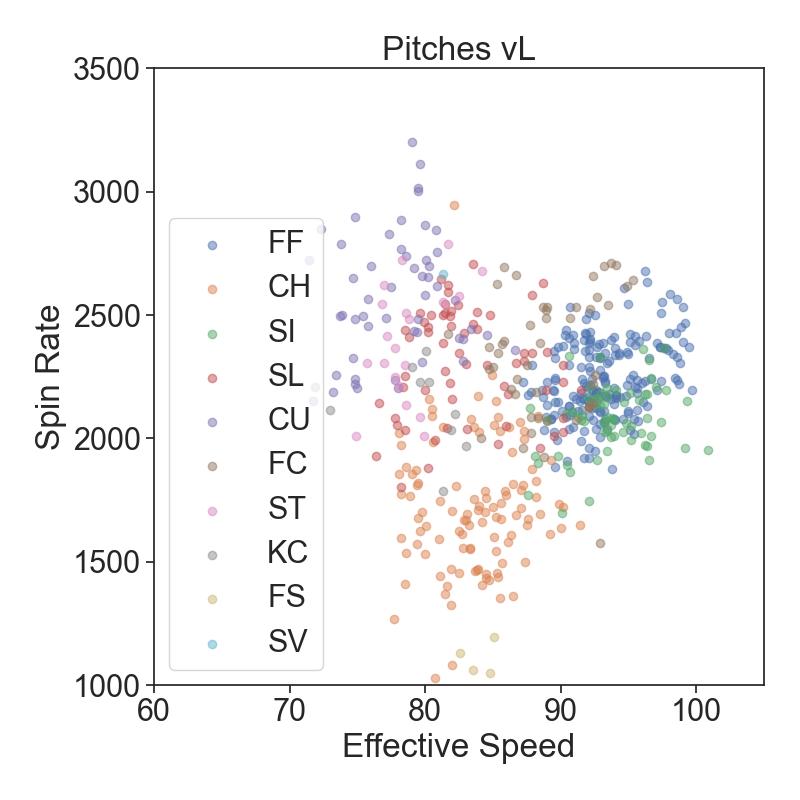 Pitches vL
3500
3000
2500
2000
1500
1000
Spin Rate
FF
CH
SI
SL
CU
FC
ST
KC
FS
SV
60 70 80 90 100
Effective Speed